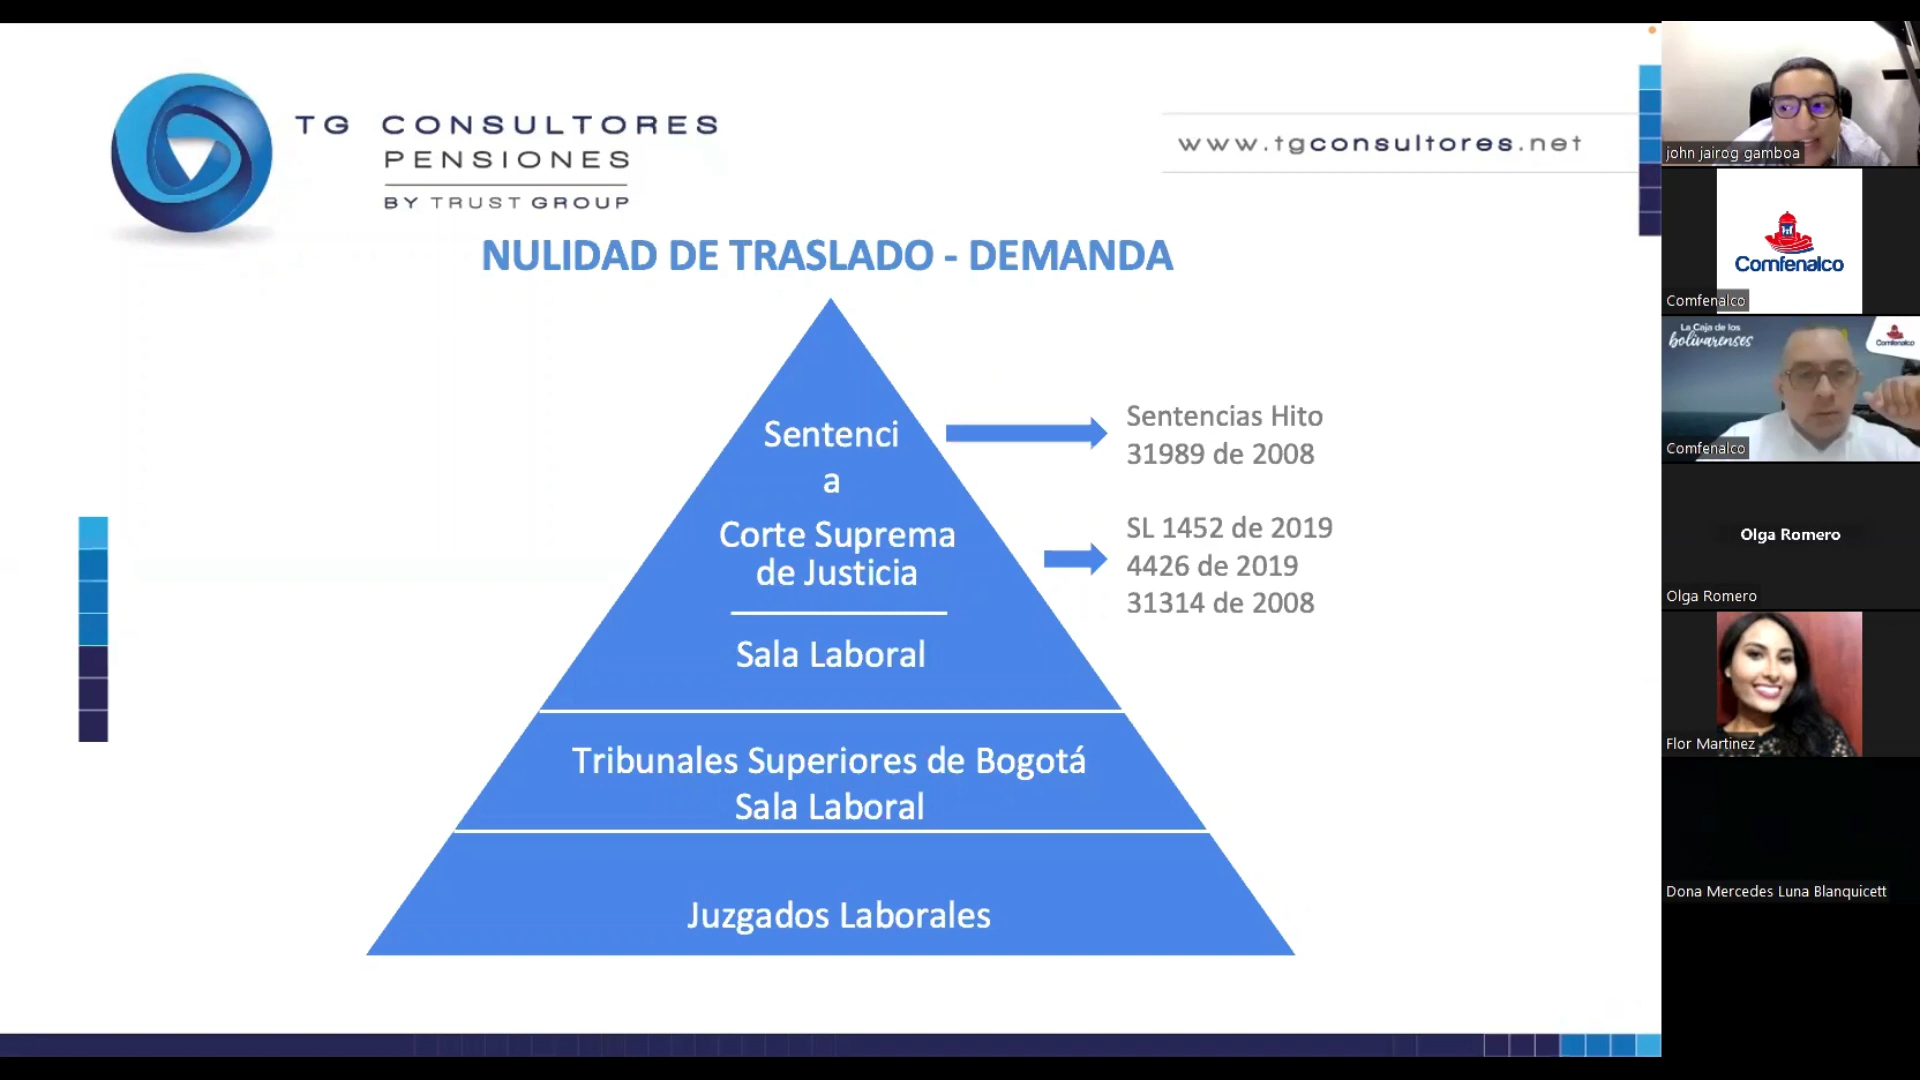 TG CONSULTORES
PENSIONES
BY TRUST GROUP
www.tgconsultores.net
NULIDAD DE TRASLADO - DEMANDA
Sentenci
a
Corte Suprema
de Justicia
Sala Laboral
Sentencias Hito
31989 de 2008
SL 1452 de 2019
4426 de 2019
31314 de 2008
Tribunales Superiores de Bogotá
Sala Laboral
Juzgados Laborales
john jairog gamboa
Comfenalco
Comfenalco
La Caja de los
bolivarenses
Comfenalco
Comfenalco
Olga Romero
Olga Romero
Flor Martinez
Dona Mercedes Luna Blanquicett